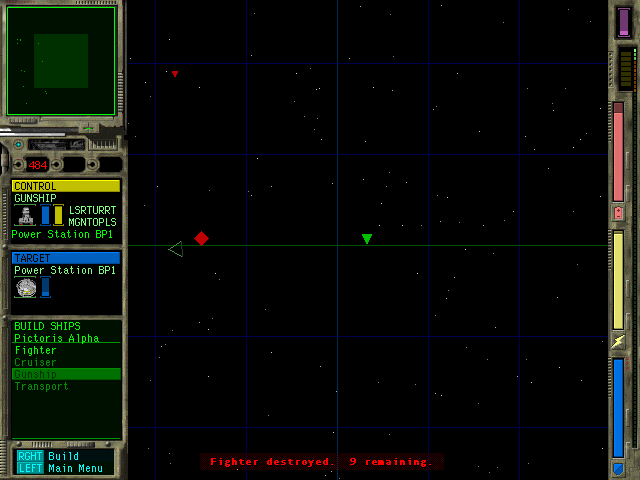 484
CONTROL
GUNSHIP
LSRTURRT
MGNTOPLS
Power Station BP1
TARGET
Power Station BP1
BUILD SHIPS
Pictoris Alpha
Fighter
Cruiser
Gunship
Transport
RGHT Build
LEFT Main Menu
Fighter destroyed. 9 remaining.